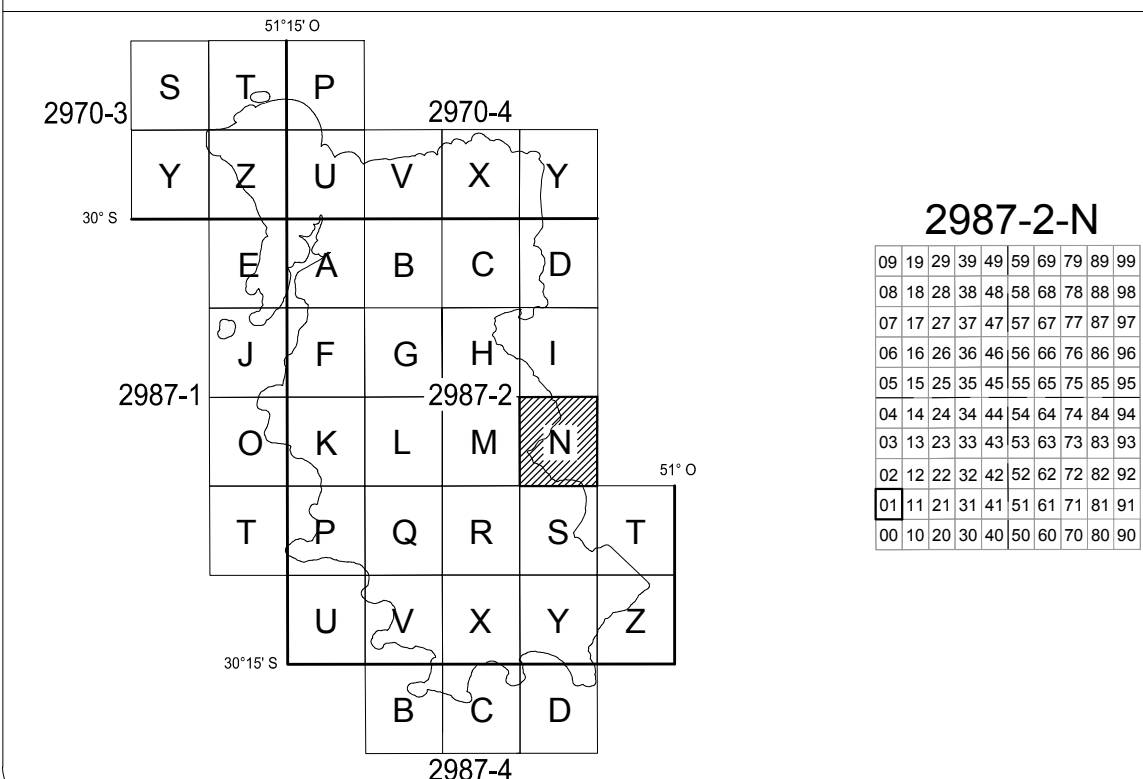 51°15' O
S T P
2970-3 2970-4
Y Z U V X Y
30° S
E A B C D
J F G H I
2987-1 2987-2
O K L M N
51° O
T P Q R S T
U V X Y Z
30°15' S
B C D
2987-4
2987-2-N
09 19 29 39 49 59 69 79 89 99
08 18 28 38 48 58 68 78 88 98
07 17 27 37 47 57 67 77 87 97
06 16 26 36 46 56 66 76 86 96
05 15 25 35 45 55 65 75 85 95
04 14 24 34 44 54 64 74 84 94
03 13 23 33 43 53 63 73 83 93
02 12 22 32 42 52 62 72 82 92
01 11 21 31 41 51 61 71 81 91
00 10 20 30 40 50 60 70 80 90